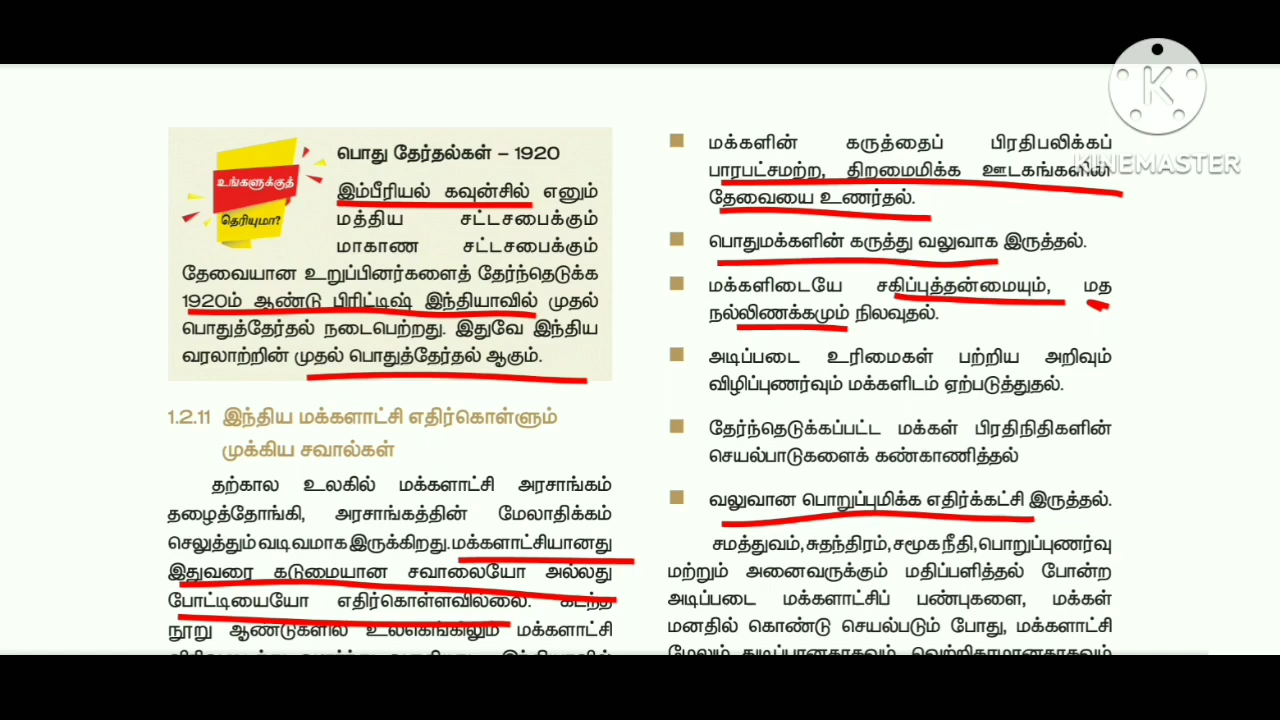 உங்களுக்குத்
தெரியுமா?
பொது தேர்தல்கள் – 1920
இம்பீரியல் கவுன்சில் எனும்
மத்திய சட்டசபைக்கும்
மாகாண சட்டசபைக்கும்
தேவையான உறுப்பினர்களைத் தேர்ந்தெடுக்க
1920ம் ஆண்டு பிரிட்டிஷ் இந்தியாவில் முதல்
பொதுத்தேர்தல் நடைபெற்றது. இதுவே இந்திய
வரலாற்றின் முதல் பொதுத்தேர்தல் ஆகும்.
1.2.11 இந்திய மக்களாட்சி எதிர்கொள்ளும்
முக்கிய சவால்கள்
தற்கால உலகில் மக்களாட்சி அரசாங்கம்
தழைத்தோங்கி, அரசாங்கத்தின் மேலாதிக்கம்
செலுத்தும் வடிவமாக இருக்கிறது. மக்களாட்சியானது
இதுவரை கடுமையான சவாலையோ அல்லது
போட்டியையோ எதிர்கொள்ளவில்லை. கடந்த
நூறு ஆண்டுகளில் உலகெங்கிலும் மக்களாட்சி
மக்களின் கருத்தைப் பிரதிபலிக்கப்
பாரபட்சமற்ற, திறமைமிக்க ஊடகங்களின்
தேவையை உணர்தல்.
பொதுமக்களின் கருத்து வலுவாக இருத்தல்.
மக்களிடையே சகிப்புத்தன்மையும், மத
நல்லிணக்கமும் நிலவுதல்.
அடிப்படை உரிமைகள் பற்றிய அறிவும்
விழிப்புணர்வும் மக்களிடம் ஏற்படுத்துதல்.
தேர்ந்தெடுக்கப்பட்ட மக்கள் பிரதிநிதிகளின்
செயல்பாடுகளைக் கண்காணித்தல்
வலுவான பொறுப்புமிக்க எதிர்க்கட்சி இருத்தல்.
சமத்துவம், சுதந்திரம், சமூக நீதி, பொறுப்புணர்வு
மற்றும் அனைவருக்கும் மதிப்பளித்தல் போன்ற
அடிப்படை மக்களாட்சிப் பண்புகளை, மக்கள்
மனதில் கொண்டு செயல்படும் போது, மக்களாட்சி
மேலும் துடிப்பானதாகவும் வெற்றிகரமானதாகவும்
K
KINEMASTER